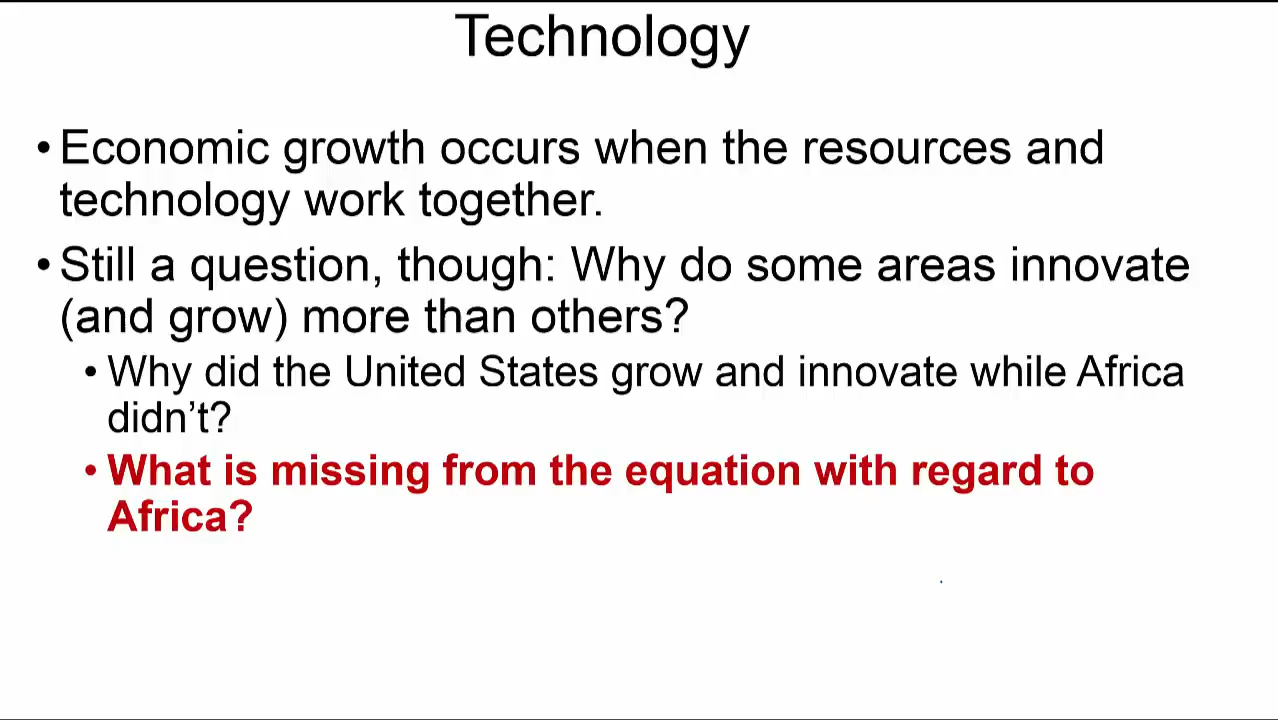 Technology
• Economic growth occurs when the resources and
technology work together.
• Still a question, though: Why do some areas innovate
(and grow) more than others?
• Why did the United States grow and innovate while Africa
didn’t?
• What is missing from the equation with regard to
Africa?